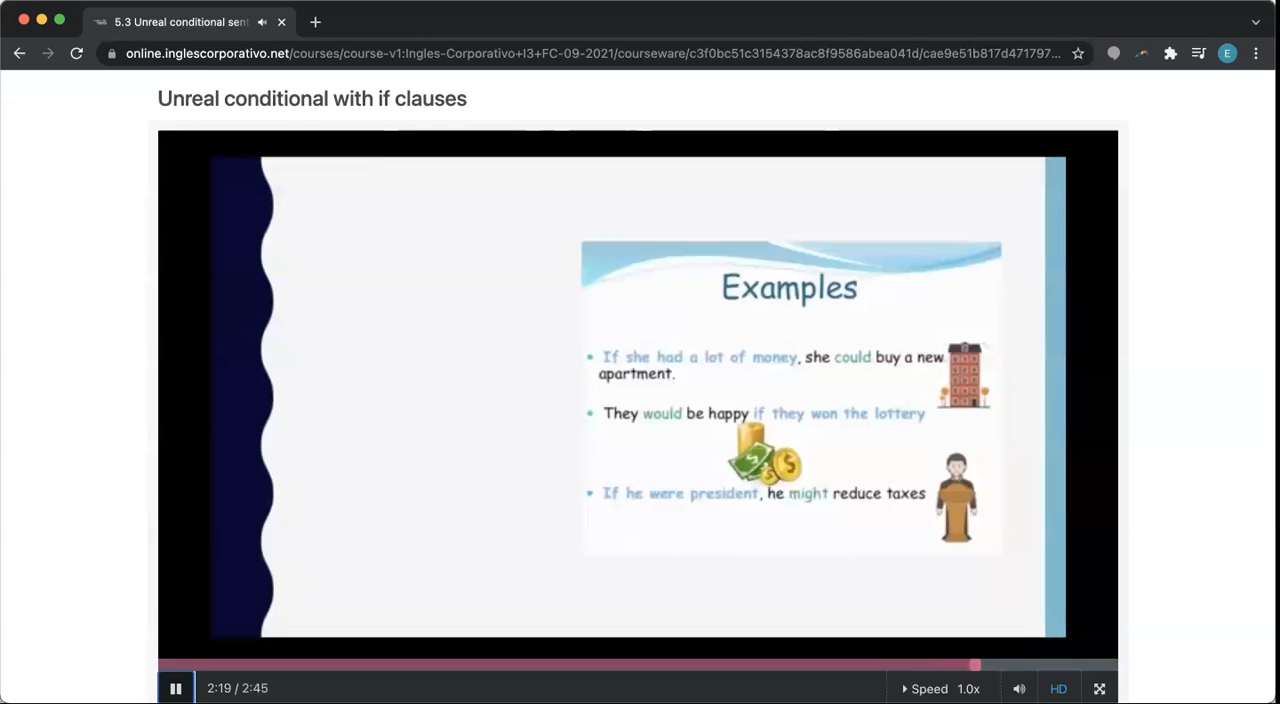 5.3 Unreal conditional sent
online.inglescorporativo.net/courses/course-v1:Ingles-Corporativo+I3+FC-09-2021/courseware/c3f0bc51c3154378ac8f9586abea041d/cae9e51b817d471797...
E
Unreal conditional with if clauses
Examples
• If she had a lot of money, she could buy a new
apartment.
• They would be happy if they won the lottery
• If he were president, he might reduce taxes
2:19 / 2:45
Speed 1.0x
HD